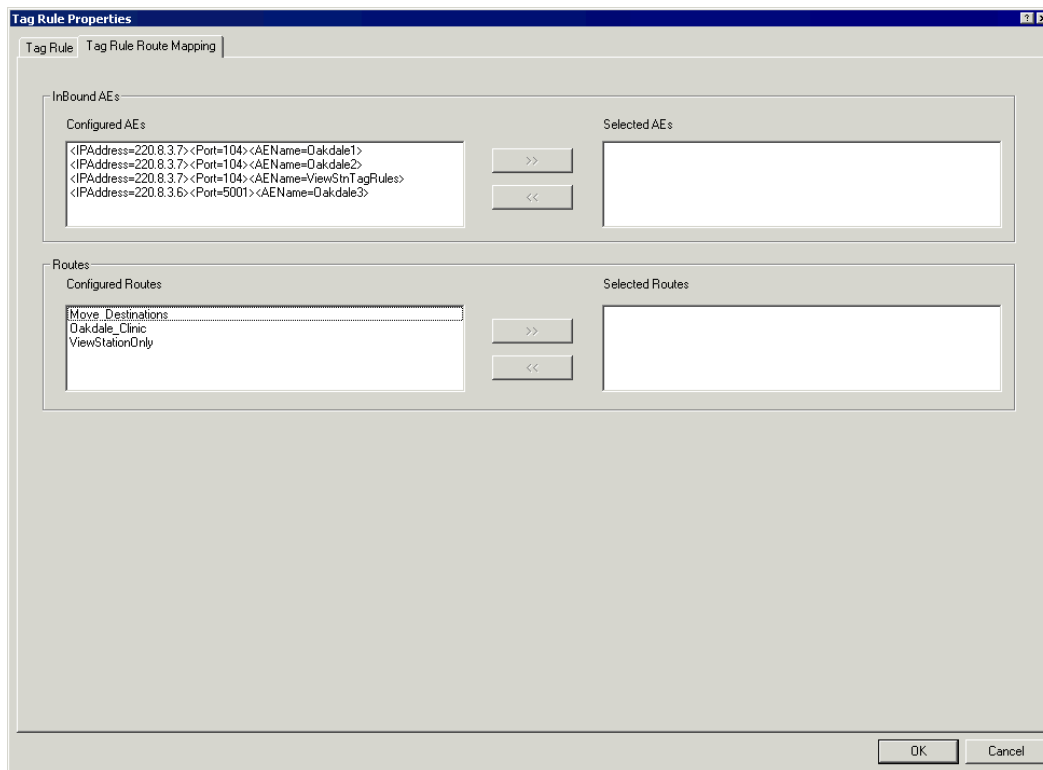 Tag Rule Properties
Tag Rule
Tag Rule Route Mapping
InBound AEs
Configured AEs
Selected AEs
<IPAddress=220.8.3.7><Port=104><AEName=Oakdale1>
<IPAddress=220.8.3.7><Port=104><AEName=Oakdale2>
<IPAddress=220.8.3.7><Port=104><AEName=ViewStnTagRules>
<IPAddress=220.8.3.6><Port=5001><AEName=Oakdale3>
>>
<<
Routes
Configured Routes
Selected Routes
Move_Destinations
Oakdale_Clinic
ViewStationOnly
>>
<<
OK
Cancel